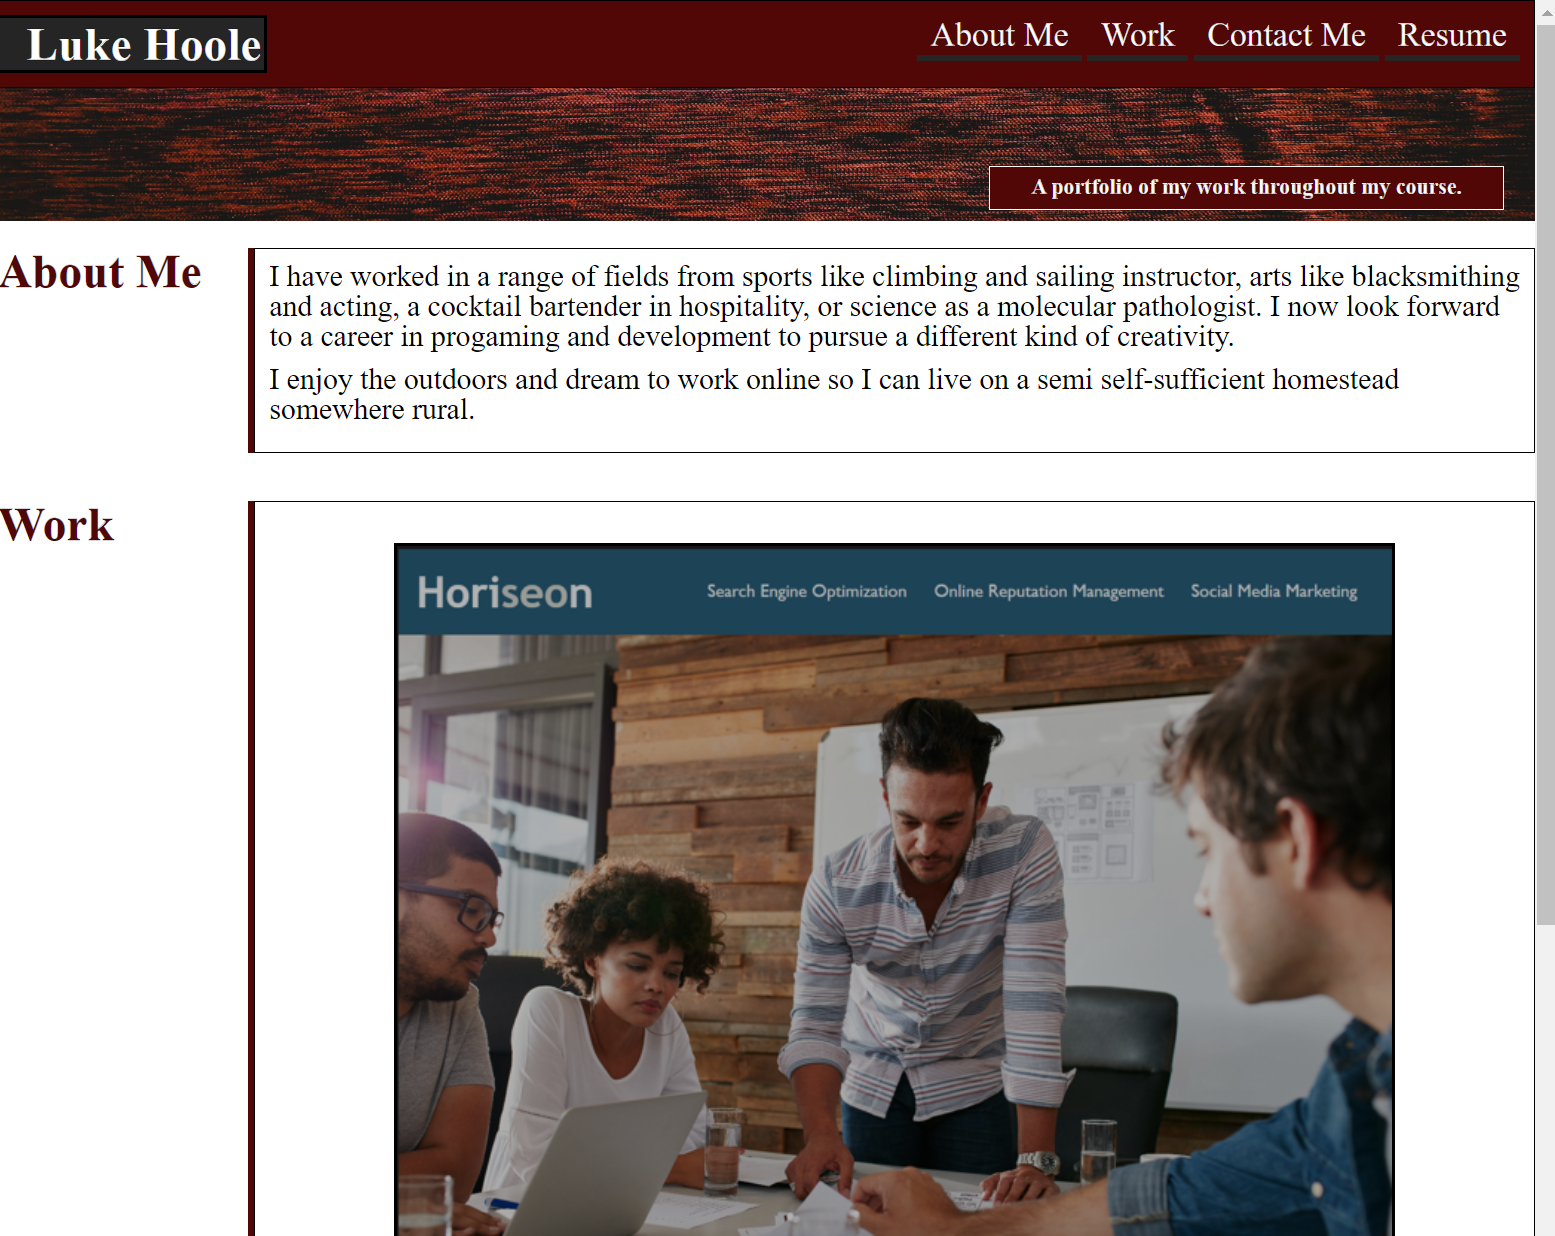 Luke Hoole
About Me Work Contact Me Resume
A portfolio of my work throughout my course.
About Me
I have worked in a range of fields from sports like climbing and sailing instructor, arts like blacksmithing
and acting, a cocktail bartender in hospitality, or science as a molecular pathologist. I now look forward
to a career in progaming and development to pursue a different kind of creativity.
I enjoy the outdoors and dream to work online so I can live on a semi self-sufficient homestead
somewhere rural.
Work
Horiseon
Search Engine Optimization Online Reputation Management Social Media Marketing